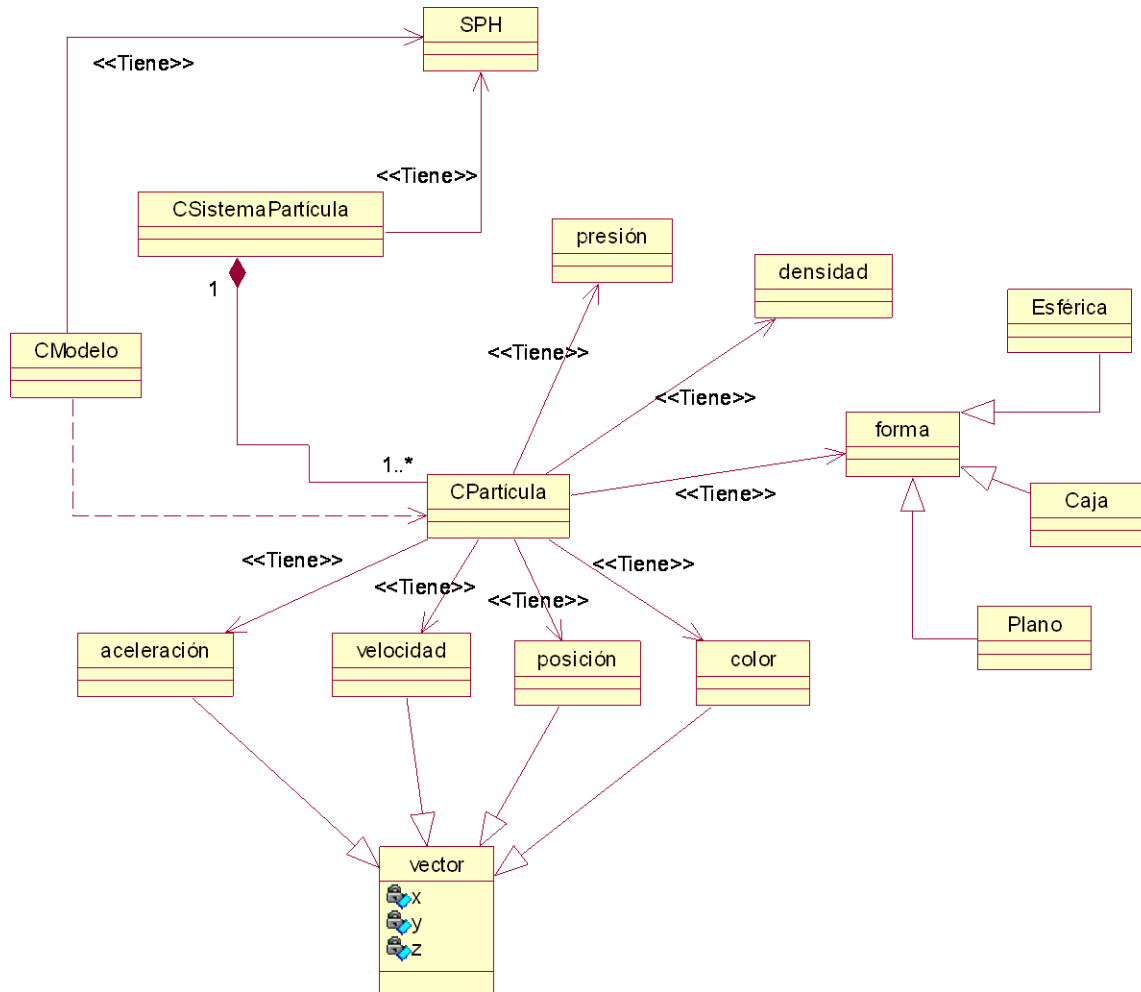 SPH
<<Tiene>>
<<Tiene>>
CSistemaPartícula
presión
densidad
1
Esférica
CModelo
<<Tiene>>
<<Tiene>>
forma
1..*
CPartícula
<<Tiene>>
Caja
<<Tiene>>
<<Tiene>>
<<Tiene>>
<<Tiene>>
Plano
aceleración
velocidad
posición
color
vector
x
y
z